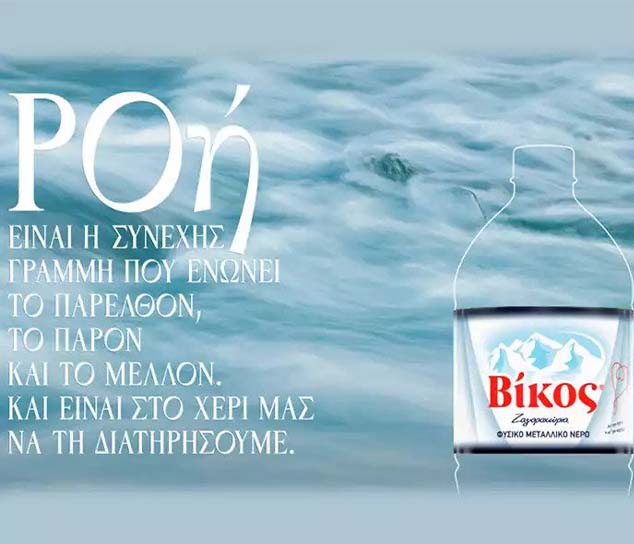 ΡΟή
ΕΙΝΑΙ Η ΣΥΝΕΧΗΣ
ΓΡΑΜΜΗ ΠΟΥ ΕΝΩΝΕΙ
ΤΟ ΠΑΡΕΛΘΟΝ,
ΤΟ ΠΑΡΟΝ
ΚΑΙ ΤΟ ΜΕΛΛΟΝ.
ΚΑΙ ΕΙΝΑΙ ΣΤΟ ΧΕΡΙ ΜΑΣ
ΝΑ ΤΗ ΔΙΑΤΗΡΗΣΟΥΜΕ.
Βίκος®
Ζαγοροχώρια
ΦΥΣΙΚΟ ΜΕΤΑΛΛΙΚΟ ΝΕΡΟ